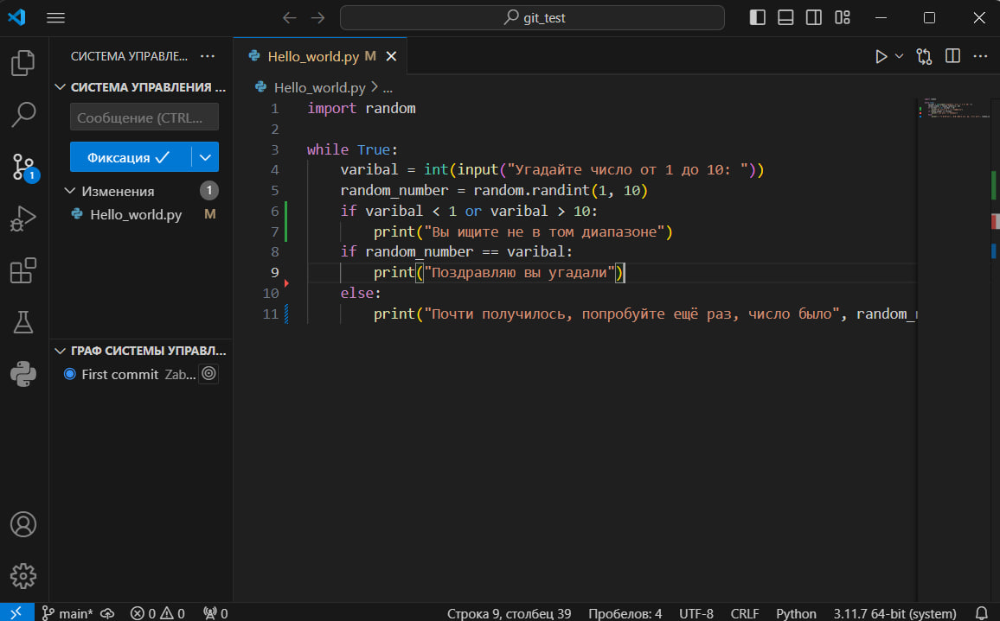 git_test
СИСТЕМА УПРАВЛЕ... ...
СИСТЕМА УПРАВЛЕНИЯ ...
Сообщение (CTRL...
Фиксация
Изменения 1
Hello_world.py M
ГРАФ СИСТЕМЫ УПРАВЛ...
First commit Zab...
1
Hello_world.py M
Hello_world.py > ...
1 import random
2
3 while True:
4 varibal = int(input("Угадайте число от 1 до 10: "))
5 random_number = random.randint(1, 10)
6 if varibal < 1 or varibal > 10:
7 print("Вы ищите не в том диапазоне")
8 if random_number == varibal:
9 print("Поздравляю вы угадали")
10 else:
11 print("Почти получилось, попробуйте ещё раз, число было", random_
main* 0 0 0
Строка 9, столбец 39 Пробелов: 4 UTF-8 CRLF Python 3.11.7 64-bit (system)